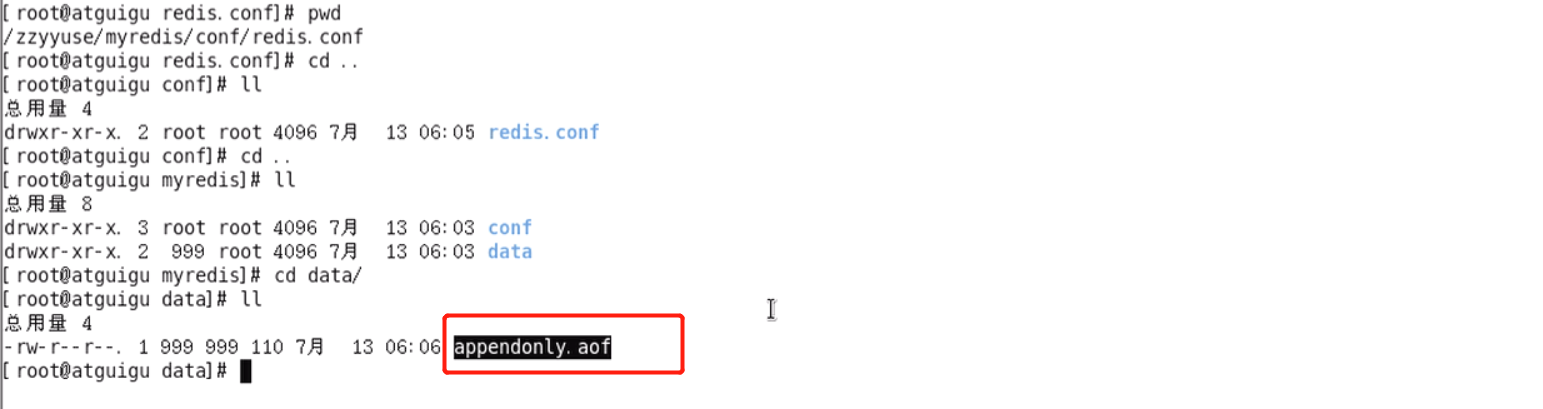 [root@atguigu redis.conf]# pwd
/zzyyuse/myredis/conf/redis.conf
[root@atguigu redis.conf]# cd ..
[root@atguigu conf]# ll
总用量 4
drwxr-xr-x. 2 root root 4096 7月  13 06:05 redis.conf
[root@atguigu conf]# cd ..
[root@atguigu myredis]# ll
总用量 8
drwxr-xr-x. 3 root root 4096 7月  13 06:03 conf
drwxr-xr-x. 2  999 root 4096 7月  13 06:03 data
[root@atguigu myredis]# cd data/
[root@atguigu data]# ll
总用量 4
-rw-r--r--. 1 999 999 110 7月  13 06:06 appendonly.aof
[root@atguigu data]#